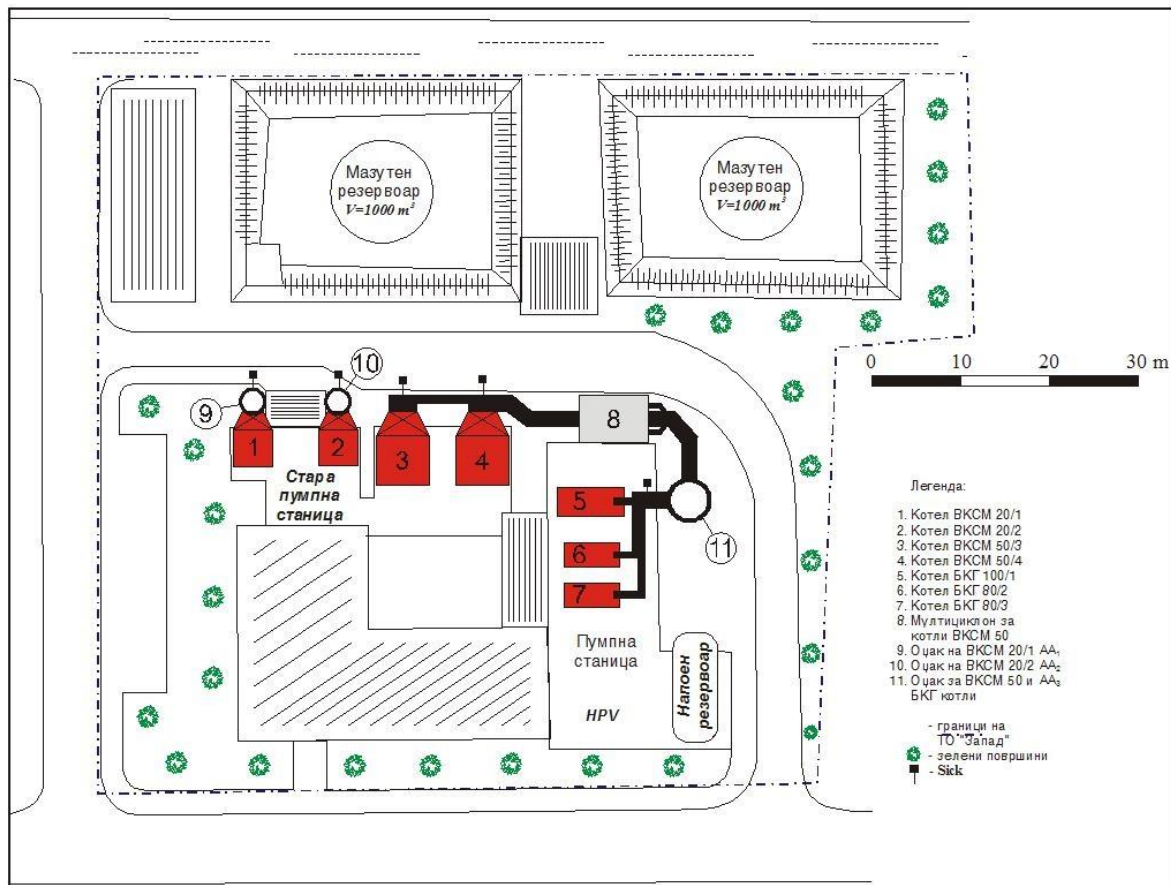 Мазутен
резервоар
V=1000 m³
Мазутен
резервоар
V=1000 m³
0 10 20 30 m
10
9
8
1
2
3
4
Стара
пумпна
станица
5
6
7
11
Пумпна
станица
HPV
Напоен
резервоар
Легенда:
1. Котел ВКСМ 20/1
2. Котел ВКСМ 20/2
3. Котел ВКСМ 50/3
4. Котел ВКСМ 50/4
5. Котел БКГ 100/1
6. Котел БКГ 80/2
7. Котел БКГ 80/3
8. Мултициклон за
котли ВКСМ 50
9. Оџак на ВКСМ 20/1 АА₁
10. Оџак на ВКСМ 20/2 АА₂
11. Оџак за ВКСМ 50 и АА₃
БКГ котли
- граници на
ТО "Запад"
- зелени површини
- Sick